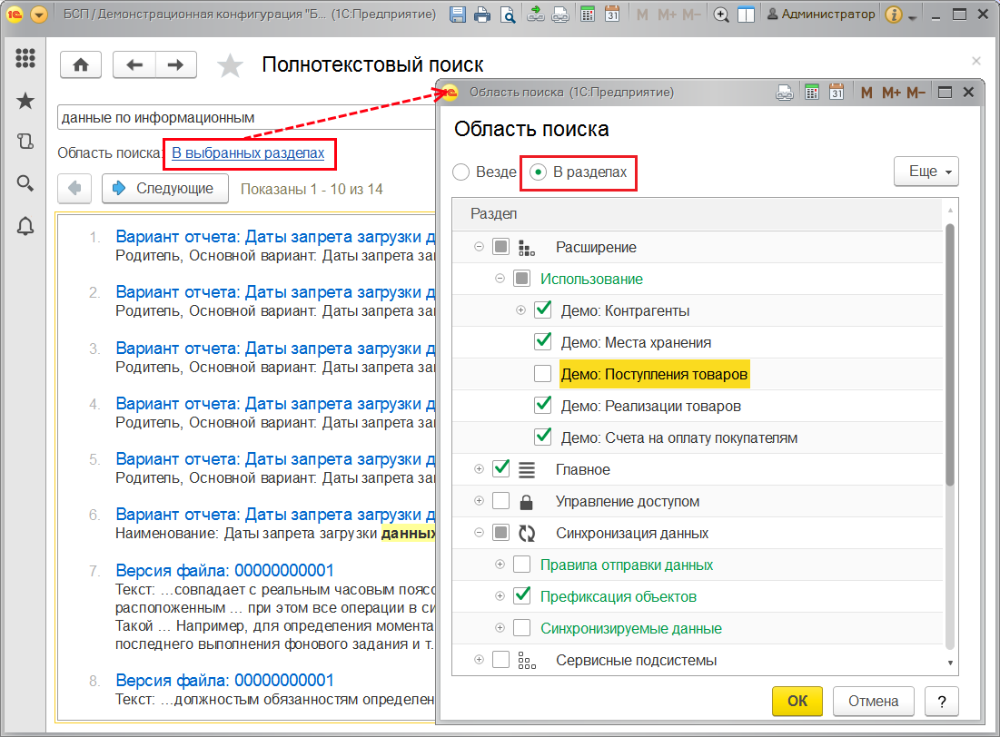 БСП / Демонстрационная конфигурация "Б... (1С:Предприятие)
31 M M+ M- Администратор
Полнотекстовый поиск
данные по информационным
Область поиска: В выбранных разделах
Следующие Показаны 1 - 10 из 14
1. Вариант отчета: Даты запрета загрузки д
Родитель, Основной вариант: Даты запрета за
2. Вариант отчета: Даты запрета загрузки д
Родитель, Основной вариант: Даты запрета за
3. Вариант отчета: Даты запрета загрузки д
Родитель, Основной вариант: Даты запрета за
4. Вариант отчета: Даты запрета загрузки д
Родитель, Основной вариант: Даты запрета за
5. Вариант отчета: Даты запрета загрузки д
Родитель, Основной вариант: Даты запрета за
6. Вариант отчета: Даты запрета загрузки д
Наименование: Даты запрета загрузки данных
7. Версия файла: 00000000001
Текст: ...совпадает с реальным часовым поясо
расположенным ... при этом все операции в си
Такой ... Например, для определения момента
последнего выполнения фонового задания и т.
8. Версия файла: 00000000001
Текст: ...должностым обязанностям определен
Область поиска (1С:Предприятие)
31 M M+ M-
Область поиска
Везде В разделах Еще
Раздел
Расширение
Использование
Демо: Контрагенты
Демо: Места хранения
Демо: Поступления товаров
Демо: Реализации товаров
Демо: Счета на оплату покупателям
Главное
Управление доступом
Синхронизация данных
Правила отправки данных
Префиксация объектов
Синхронизируемые данные
Сервисные подсистемы
ОК Отмена ?